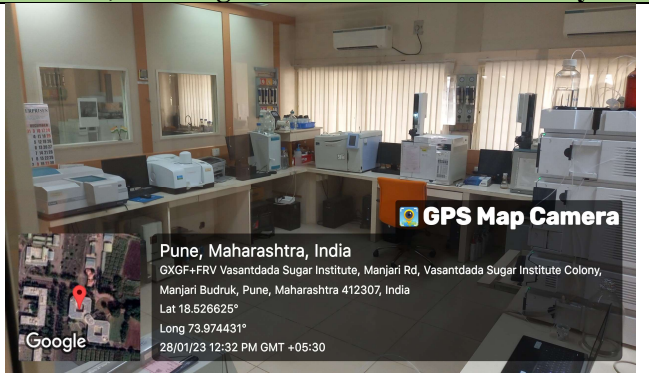 GPS Map Camera
Pune, Maharashtra, India
GXGF+FRV Vasantdada Sugar Institute, Manjari Rd, Vasantdada Sugar Institute Colony,
Manjari Budruk, Pune, Maharashtra 412307, India
Lat 18.526625°
Long 73.974431°
28/01/23 12:32 PM GMT +05:30
Google